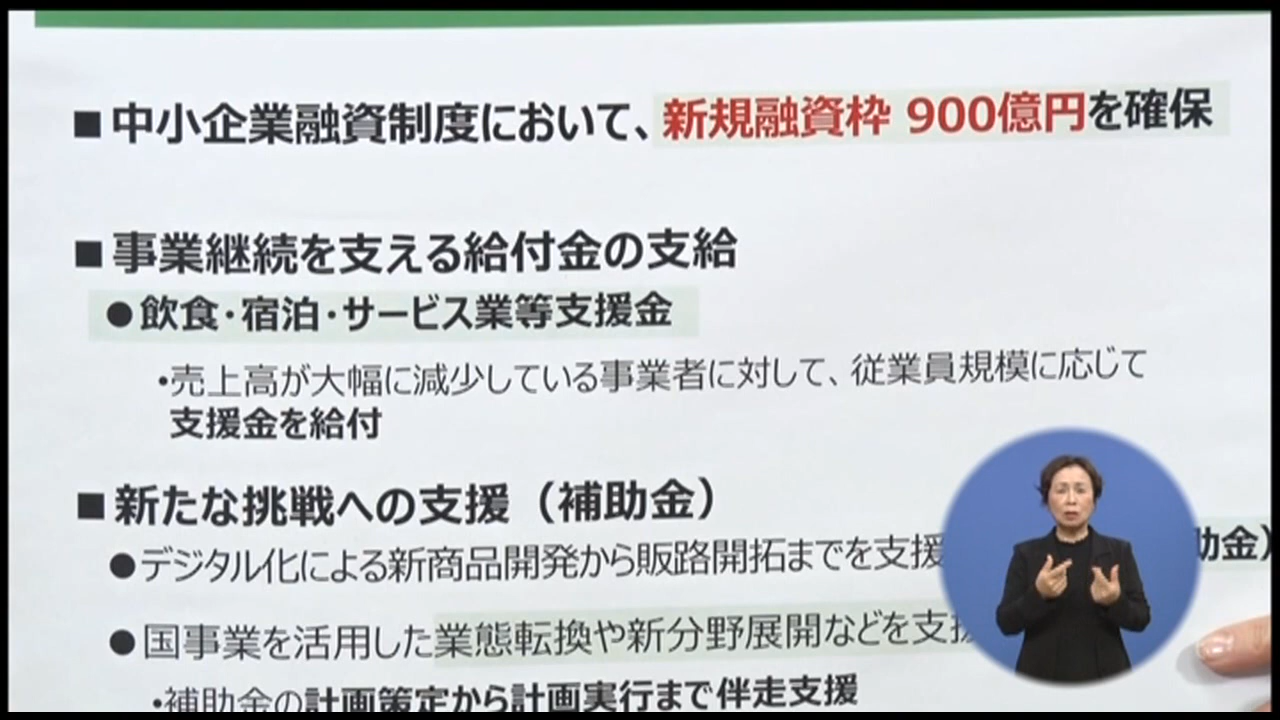 ■中小企業融資制度において、新規融資枠 900億円を確保
■事業継続を支える給付金の支給
●飲食・宿泊・サービス業等支援金
・売上高が大幅に減少している事業者に対して、従業員規模に応じて
支援金を給付
■新たな挑戦への支援（補助金）
●デジタル化による新商品開発から販路開拓までを支援 助金）
●国事業を活用した業態転換や新分野展開などを支援
・補助金の計画策定から計画実行まで伴走支援